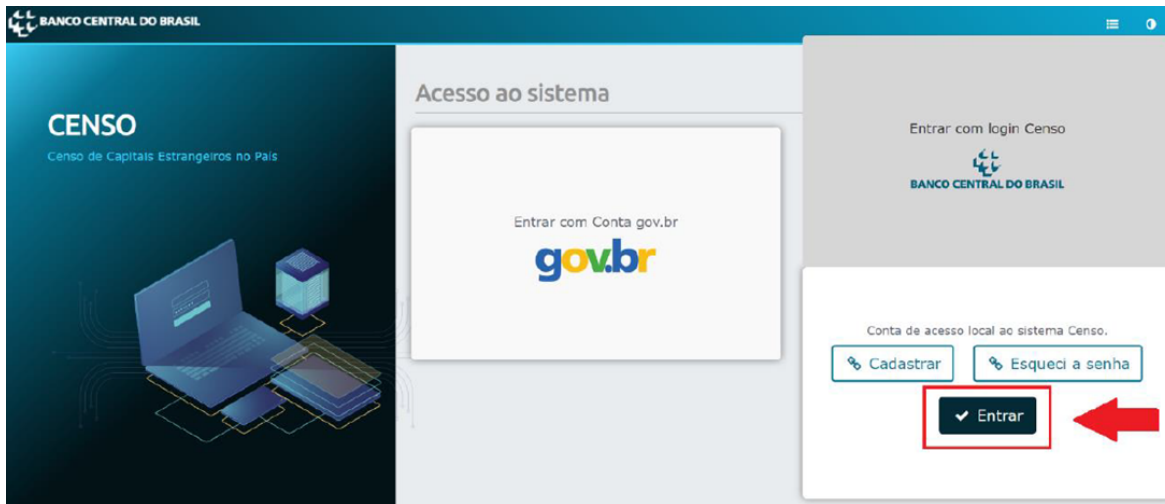 BANCO CENTRAL DO BRASIL
CENSO
Censo de Capitais Estrangeiros no País
Acesso ao sistema
Entrar com Conta gov.br
gov.br
Entrar com login Censo
BANCO CENTRAL DO BRASIL
Conta de acesso local ao sistema Censo.
Cadastrar
Esqueci a senha
Entrar